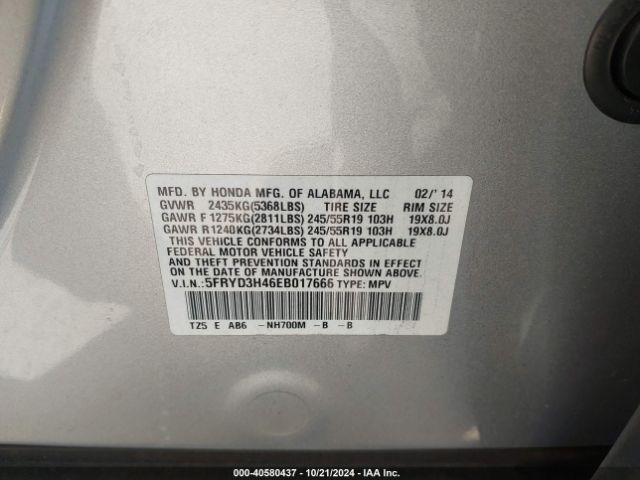 MFD. BY HONDA MFG. OF ALABAMA, LLC 02/' 14
GVWR 2435KG(5368LBS) TIRE SIZE RIM SIZE
GAWR F 1275KG(2811LBS) 245/55R19 103H 19X8.0J
GAWR R 1240KG(2734LBS) 245/55R19 103H 19X8.0J
THIS VEHICLE CONFORMS TO ALL APPLICABLE
FEDERAL MOTOR VEHICLE SAFETY
AND THEFT PREVENTION STANDARDS IN EFFECT
ON THE DATE OF MANUFACTURE SHOWN ABOVE.
V.I.N.: 5FRYD3H46EB017666 TYPE: MPV
TZ5 E AB6 -NH700M -B -B
000-40580437 - 10/21/2024 - IAA Inc.